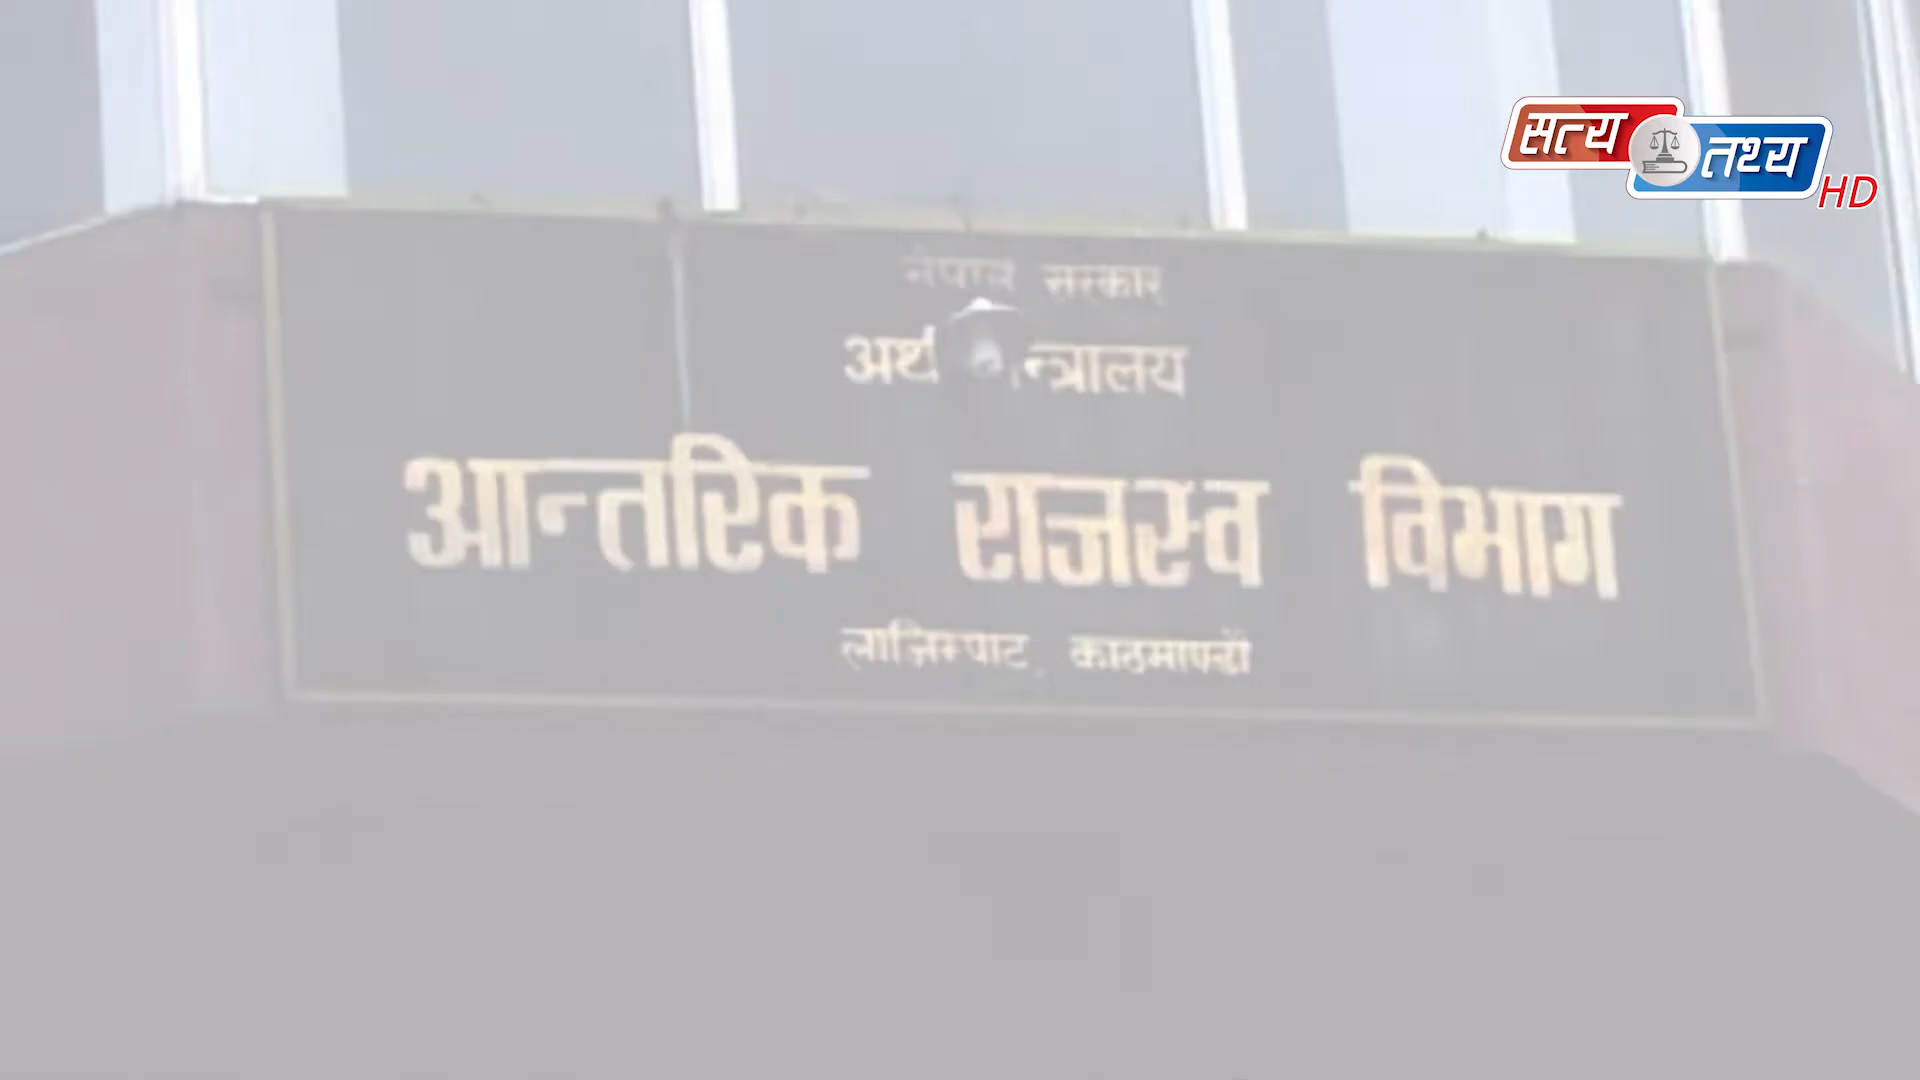 सत्य तथ्य HD
नेपाल सरकार
अर्थ मन्त्रालय
आन्तरिक राजस्व विभाग
लाजिम्पाट, काठमाण्डौ